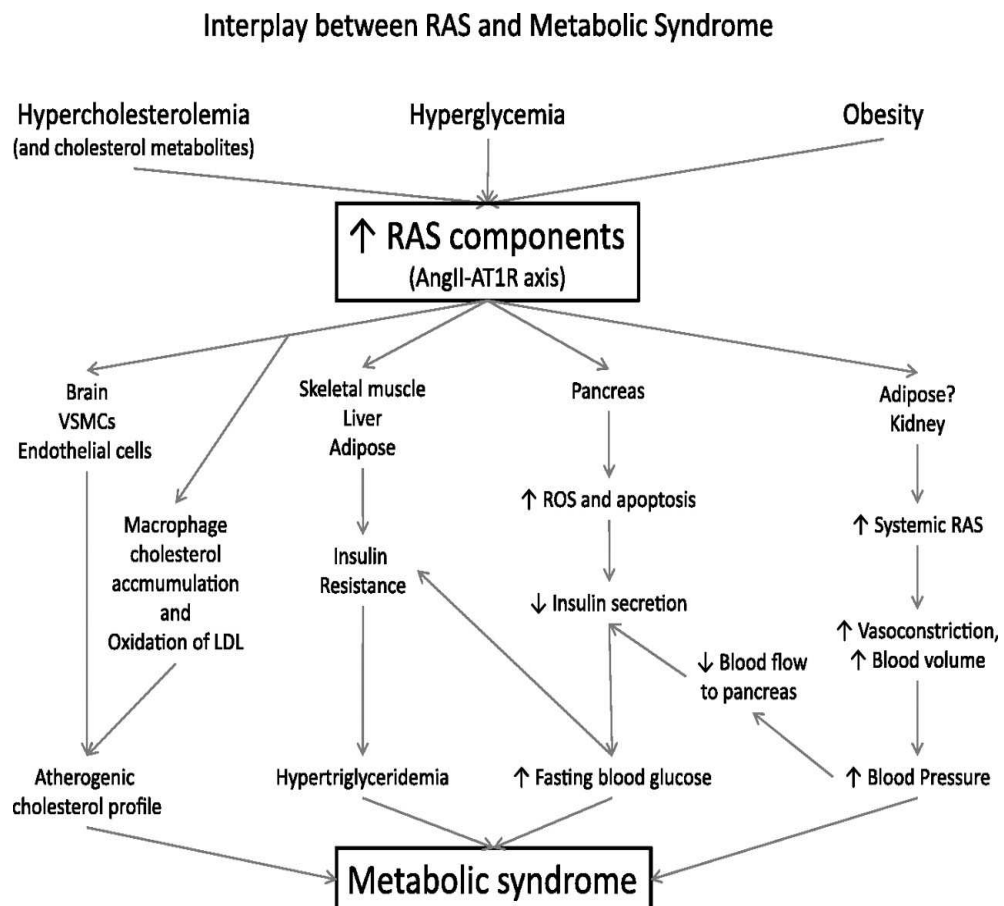 Interplay between RAS and Metabolic Syndrome
Hypercholesterolemia
(and cholesterol metabolites)
Hyperglycemia
Obesity
↑ RAS components
(AngII-AT1R axis)
Brain
VSMCs
Endothelial cells
Macrophage
cholesterol
accmumulation
and
Oxidation of LDL
Atherogenic
cholesterol profile
Skeletal muscle
Liver
Adipose
Insulin
Resistance
Hypertriglyceridemia
Pancreas
↑ ROS and apoptosis
↓ Insulin secretion
↑ Fasting blood glucose
Adipose?
Kidney
↑ Systemic RAS
↑ Vasoconstriction,
↑ Blood volume
↓ Blood flow
to pancreas
↑ Blood Pressure
Metabolic syndrome